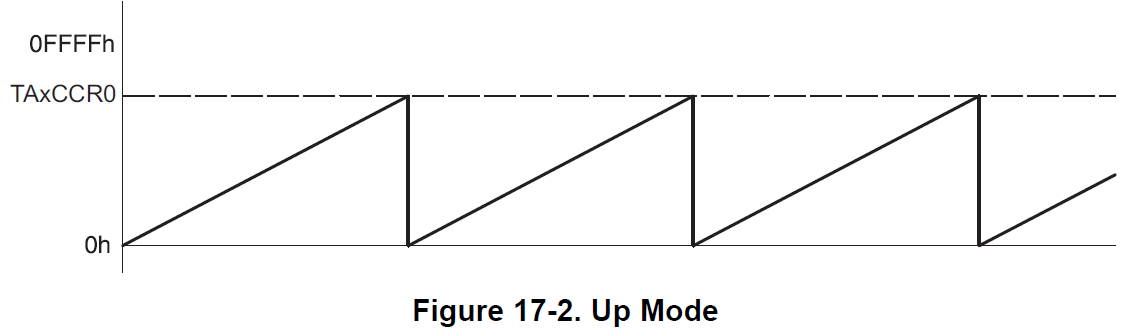 0FFFFh
TAxCCR0
0h
Figure 17-2. Up Mode